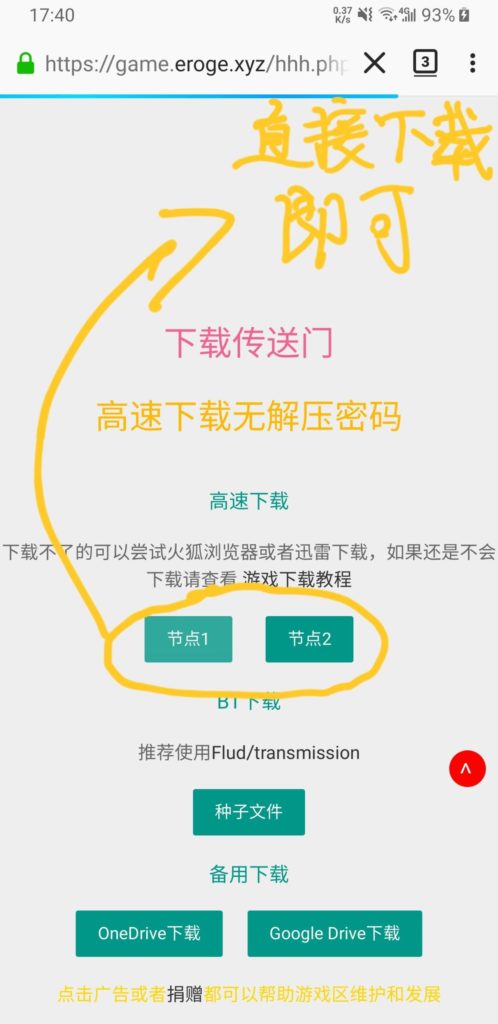 17:40 0.37 K/s 4G 93%
https://game.eroge.xyz/hhh.php 3
直接下载
即可
下载传送门
高速下载无解压密码
高速下载
下载不了的可以尝试火狐浏览器或者迅雷下载，如果还是不会
下载请查看 游戏下载教程
节点1 节点2
BT下载
推荐使用Flud/transmission
种子文件
备用下载
OneDrive下载 Google Drive下载
点击广告或者捐赠都可以帮助游戏区维护和发展